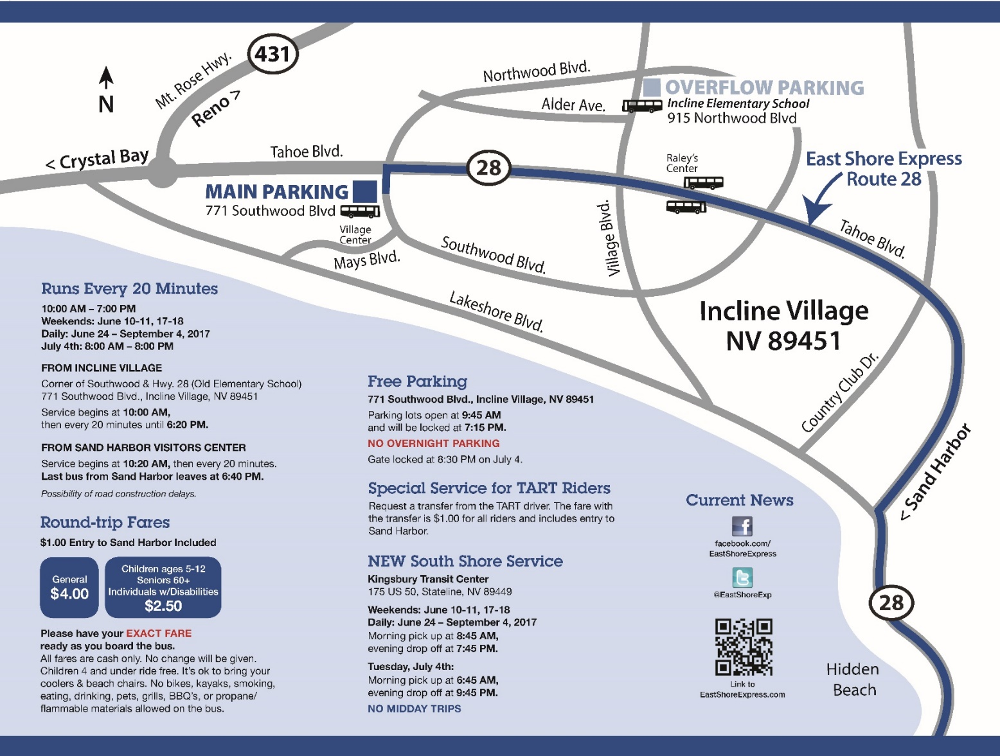 431
Mt. Rose Hwy.
Reno >
N
< Crystal Bay
Tahoe Blvd.
Northwood Blvd.
Alder Ave.
OVERFLOW PARKING
Incline Elementary School
915 Northwood Blvd
28
Raley's
Center
East Shore Express
Route 28
MAIN PARKING
771 Southwood Blvd
Village
Center
Mays Blvd.
Southwood Blvd.
Village Blvd.
Tahoe Blvd.
Lakeshore Blvd.
Incline Village
NV 89451
Country Club Dr.
< Sand Harbor
28
Hidden
Beach
Runs Every 20 Minutes
10:00 AM – 7:00 PM
Weekends: June 10-11, 17-18
Daily: June 24 – September 4, 2017
July 4th: 8:00 AM – 8:00 PM
FROM INCLINE VILLAGE
Corner of Southwood & Hwy. 28 (Old Elementary School)
771 Southwood Blvd., Incline Village, NV 89451
Service begins at 10:00 AM,
then every 20 minutes until 6:20 PM.
FROM SAND HARBOR VISITORS CENTER
Service begins at 10:20 AM, then every 20 minutes.
Last bus from Sand Harbor leaves at 6:40 PM.
Possibility of road construction delays.
Round-trip Fares
$1.00 Entry to Sand Harbor Included
General
$4.00
Children ages 5-12
Seniors 60+
Individuals w/Disabilities
$2.50
Please have your EXACT FARE
ready as you board the bus.
All fares are cash only. No change will be given.
Children 4 and under ride free. It's ok to bring your
coolers & beach chairs. No bikes, kayaks, smoking,
eating, drinking, pets, grills, BBQ's, or propane/
flammable materials allowed on the bus.
Free Parking
771 Southwood Blvd., Incline Village, NV 89451
Parking lots open at 9:45 AM
and will be locked at 7:15 PM.
NO OVERNIGHT PARKING
Gate locked at 8:30 PM on July 4.
Special Service for TART Riders
Request a transfer from the TART driver. The fare with
the transfer is $1.00 for all riders and includes entry to
Sand Harbor.
NEW South Shore Service
Kingsbury Transit Center
175 US 50, Stateline, NV 89449
Weekends: June 10-11, 17-18
Daily: June 24 – September 4, 2017
Morning pick up at 8:45 AM,
evening drop off at 7:45 PM.
Tuesday, July 4th:
Morning pick up at 6:45 AM,
evening drop off at 9:45 PM.
NO MIDDAY TRIPS
Current News
facebook.com/
EastShoreExpress
@EastShoreExp
Link to
EastShoreExpress.com